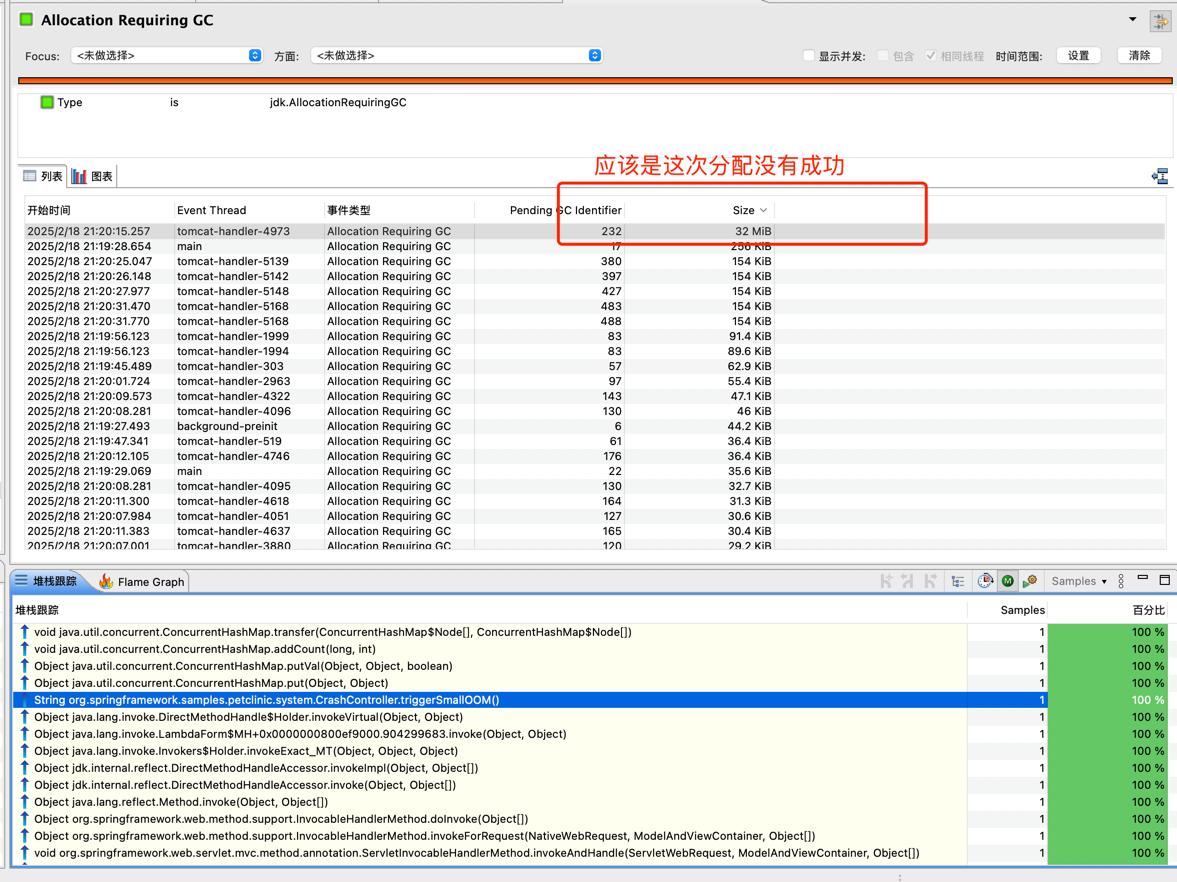 Allocation Requiring GC
Focus: <未做选择> 方面: <未做选择> 显示并发: 包含 相同线程 时间范围: 设置 清除
Type is jdk.AllocationRequiringGC
应该是这次分配没有成功
列表 图表
开始时间 Event Thread 事件类型 Pending GC Identifier Size
2025/2/18 21:20:15.257 tomcat-handler-4973 Allocation Requiring GC 232 32 MiB
2025/2/18 21:19:28.654 main Allocation Requiring GC 17 256 KiB
2025/2/18 21:20:25.047 tomcat-handler-5139 Allocation Requiring GC 380 154 KiB
2025/2/18 21:20:26.148 tomcat-handler-5142 Allocation Requiring GC 397 154 KiB
2025/2/18 21:20:27.977 tomcat-handler-5148 Allocation Requiring GC 427 154 KiB
2025/2/18 21:20:31.470 tomcat-handler-5168 Allocation Requiring GC 483 154 KiB
2025/2/18 21:20:31.770 tomcat-handler-5168 Allocation Requiring GC 488 154 KiB
2025/2/18 21:19:56.123 tomcat-handler-1999 Allocation Requiring GC 83 91.4 KiB
2025/2/18 21:19:56.123 tomcat-handler-1994 Allocation Requiring GC 83 89.6 KiB
2025/2/18 21:19:45.489 tomcat-handler-303 Allocation Requiring GC 57 62.9 KiB
2025/2/18 21:20:01.724 tomcat-handler-2963 Allocation Requiring GC 97 55.4 KiB
2025/2/18 21:20:09.573 tomcat-handler-4322 Allocation Requiring GC 143 47.1 KiB
2025/2/18 21:20:08.281 tomcat-handler-4096 Allocation Requiring GC 130 46 KiB
2025/2/18 21:19:27.493 background-preinit Allocation Requiring GC 6 44.2 KiB
2025/2/18 21:19:47.341 tomcat-handler-519 Allocation Requiring GC 61 36.4 KiB
2025/2/18 21:20:12.105 tomcat-handler-4746 Allocation Requiring GC 176 36.4 KiB
2025/2/18 21:19:29.069 main Allocation Requiring GC 22 35.6 KiB
2025/2/18 21:20:08.281 tomcat-handler-4095 Allocation Requiring GC 130 32.7 KiB
2025/2/18 21:20:11.300 tomcat-handler-4618 Allocation Requiring GC 164 31.3 KiB
2025/2/18 21:20:07.984 tomcat-handler-4051 Allocation Requiring GC 127 30.6 KiB
2025/2/18 21:20:11.383 tomcat-handler-4637 Allocation Requiring GC 165 30.4 KiB
2025/2/18 21:20:07.001 tomcat-handler-3880 Allocation Requiring GC 120 29.2 KiB
堆栈跟踪 Flame Graph Samples
堆栈跟踪 Samples 百分比
void java.util.concurrent.ConcurrentHashMap.transfer(ConcurrentHashMap$Node[], ConcurrentHashMap$Node[]) 1 100 %
void java.util.concurrent.ConcurrentHashMap.addCount(long, int) 1 100 %
Object java.util.concurrent.ConcurrentHashMap.putVal(Object, Object, boolean) 1 100 %
Object java.util.concurrent.ConcurrentHashMap.put(Object, Object) 1 100 %
String org.springframework.samples.petclinic.system.CrashController.triggerSmallOOM() 1 100 %
Object java.lang.invoke.DirectMethodHandle$Holder.invokeVirtual(Object, Object) 1 100 %
Object java.lang.invoke.LambdaForm$MH+0x0000000800ef9000.904299683.invoke(Object, Object) 1 100 %
Object java.lang.invoke.Invokers$Holder.invokeExact_MT(Object, Object, Object) 1 100 %
Object jdk.internal.reflect.DirectMethodHandleAccessor.invokeImpl(Object, Object[]) 1 100 %
Object jdk.internal.reflect.DirectMethodHandleAccessor.invoke(Object, Object[]) 1 100 %
Object java.lang.reflect.Method.invoke(Object, Object[]) 1 100 %
Object org.springframework.web.method.support.InvocableHandlerMethod.doInvoke(Object[]) 1 100 %
Object org.springframework.web.method.support.InvocableHandlerMethod.invokeForRequest(NativeWebRequest, ModelAndViewContainer, Object[]) 1 100 %
void org.springframework.web.servlet.mvc.method.annotation.ServletInvocableHandlerMethod.invokeAndHandle(ServletWebRequest, ModelAndViewContainer, Object[]) 1 100 %